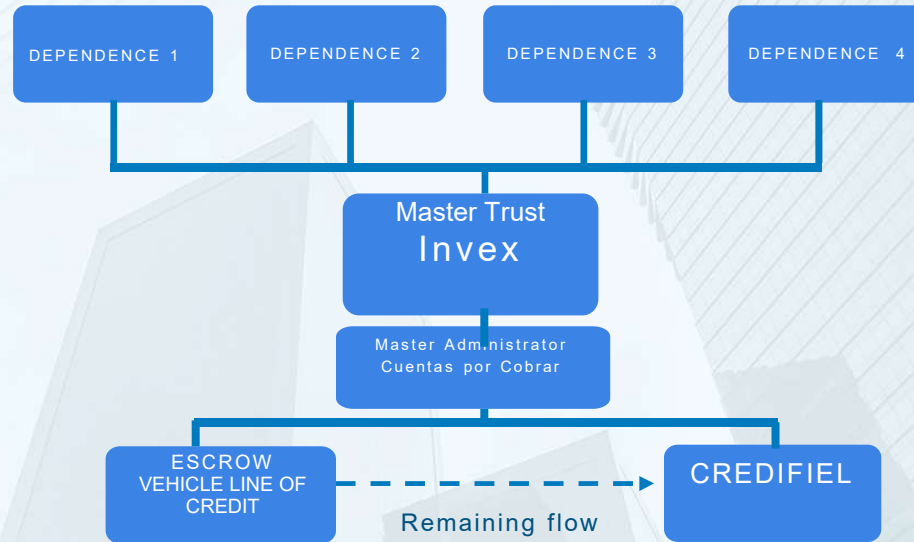 DEPENDENCE 1
DEPENDENCE 2
DEPENDENCE 3
DEPENDENCE 4
Master Trust
Invex
Master Administrator
Cuentas por Cobrar
ESCROW
VEHICLE LINE OF
CREDIT
CREDIFIEL
Remaining flow